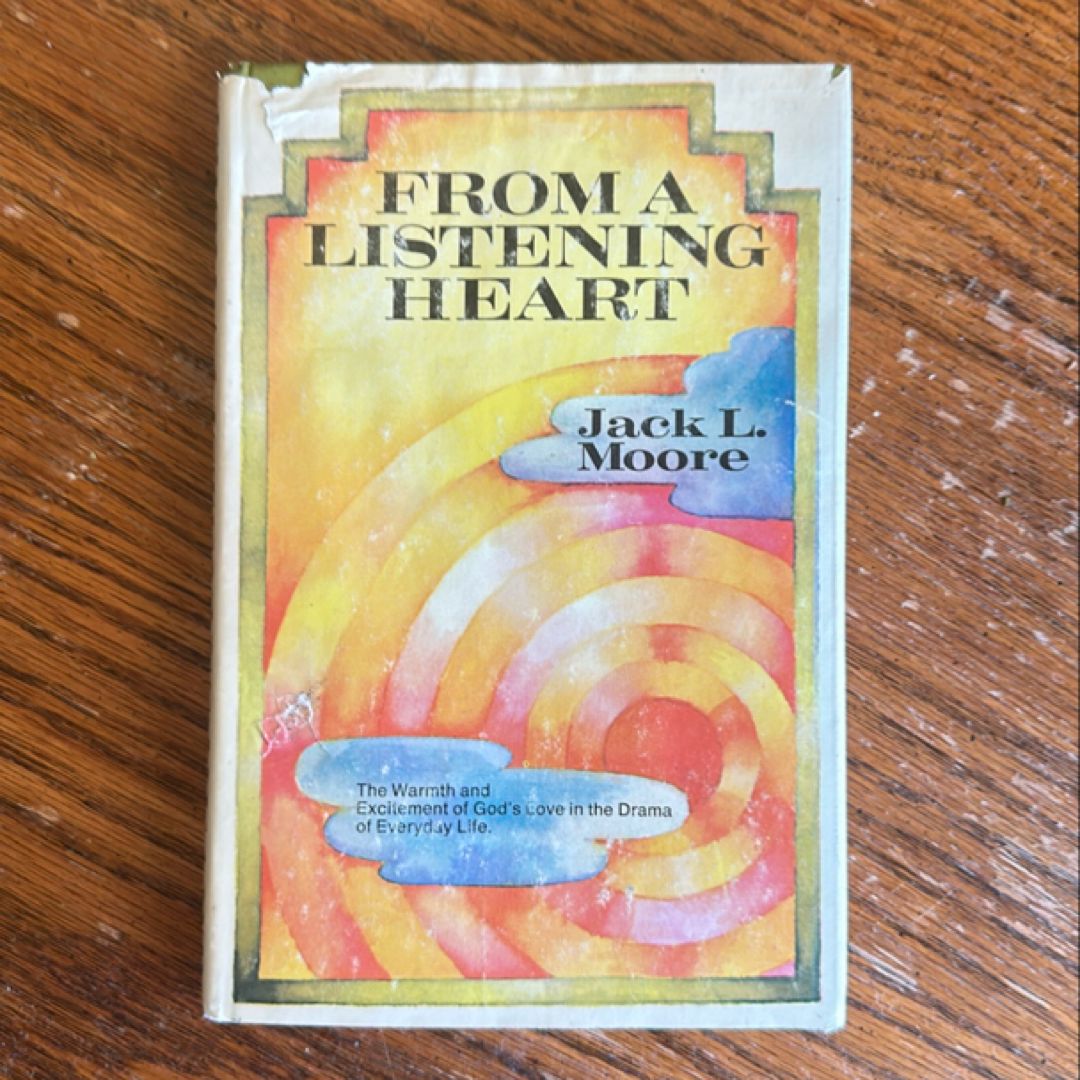 FROM A
LISTENING
HEART
Jack L.
Moore
The Warmth and
Excitement of God's Love in the Drama
of Everyday Life.